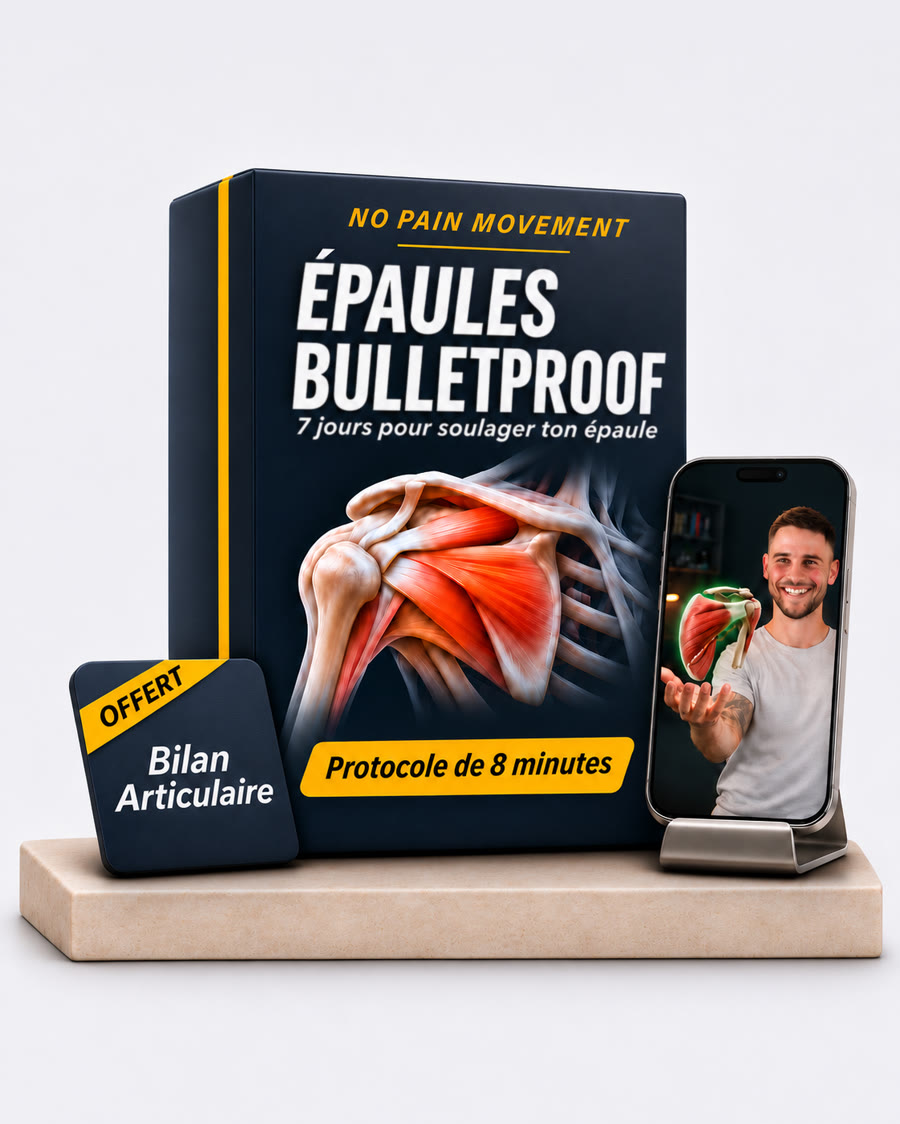 NO PAIN MOVEMENT
ÉPAULES
BULLETPROOF
7 jours pour soulager ton épaule
Protocole de 8 minutes
OFFERT
Bilan
Articulaire